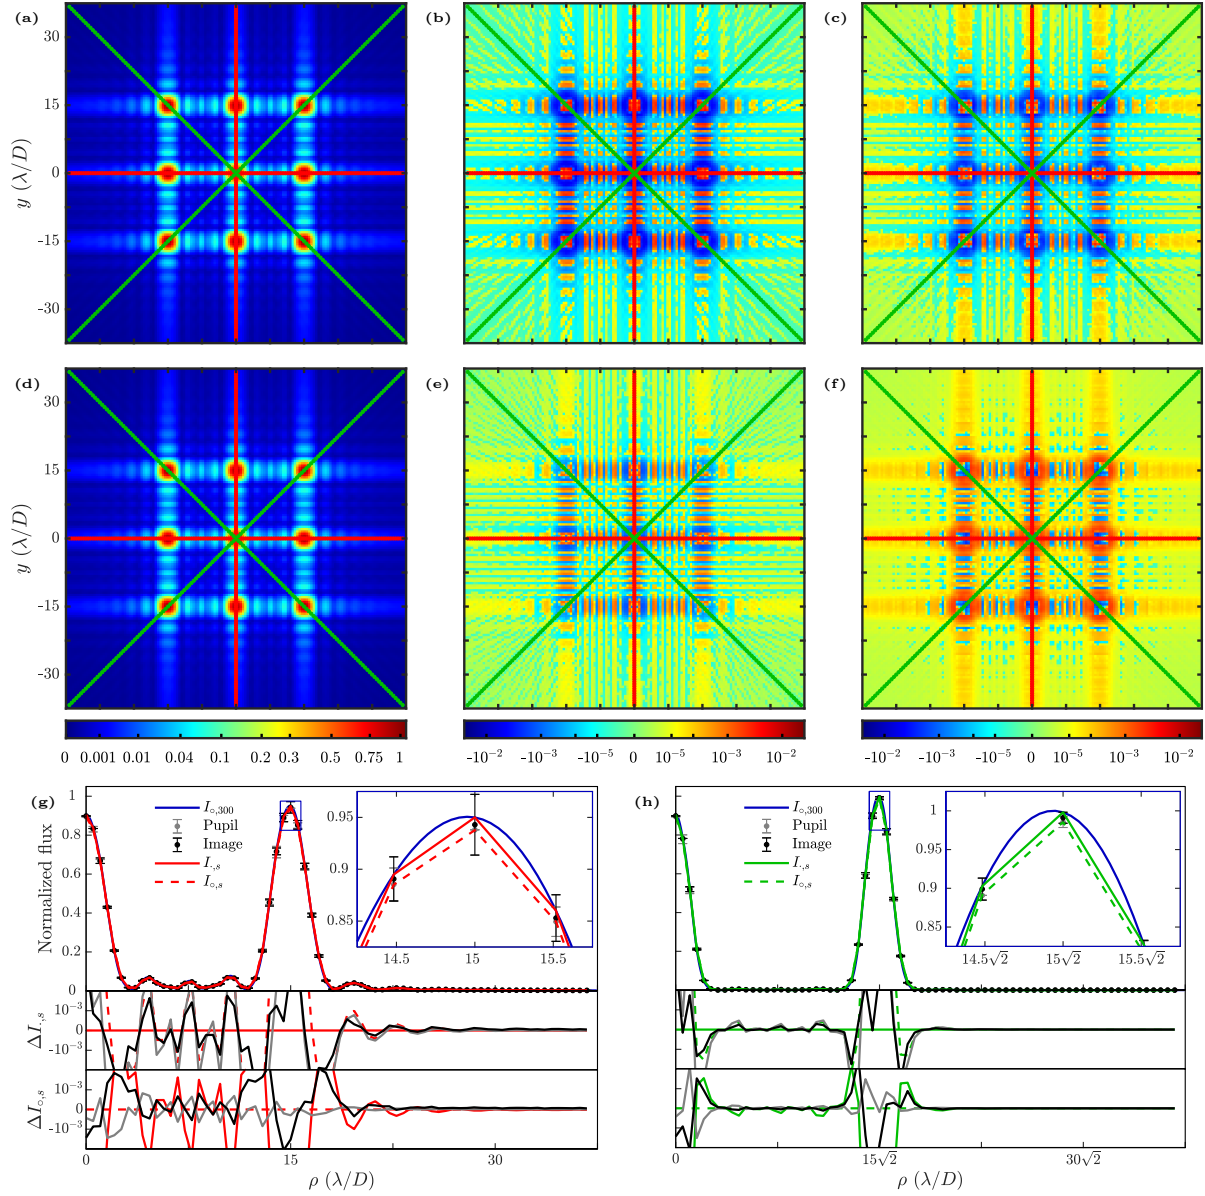 (a) (b) (c)
30
15
0
-15
-30
y (λ/D)
(d) (e) (f)
30
15
0
-15
-30
y (λ/D)
0 0.001 0.01 0.04 0.1 0.2 0.3 0.5 0.75 1
-10⁻² -10⁻³ -10⁻⁵ 0 10⁻⁵ 10⁻³ 10⁻²
-10⁻² -10⁻³ -10⁻⁵ 0 10⁻⁵ 10⁻³ 10⁻²
(g)
1
0.8
0.6
0.4
0.2
0
Normalized flux
I∘,300
Pupil
Image
I·,s
I∘,s
0.95
0.9
0.85
14.5 15 15.5
10⁻³
0
-10⁻³
ΔI·,s
10⁻³
0
-10⁻³
ΔI∘,s
0 15 30
ρ (λ/D)
(h)
I∘,300
Pupil
Image
I·,s
I∘,s
1
0.95
0.9
0.85
14.5√2 15√2 15.5√2
0 15√2 30√2
ρ (λ/D)